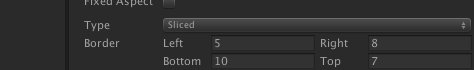 Fixed Aspect
Type Sliced
Border Left 5 Right 8
Bottom 10 Top 7